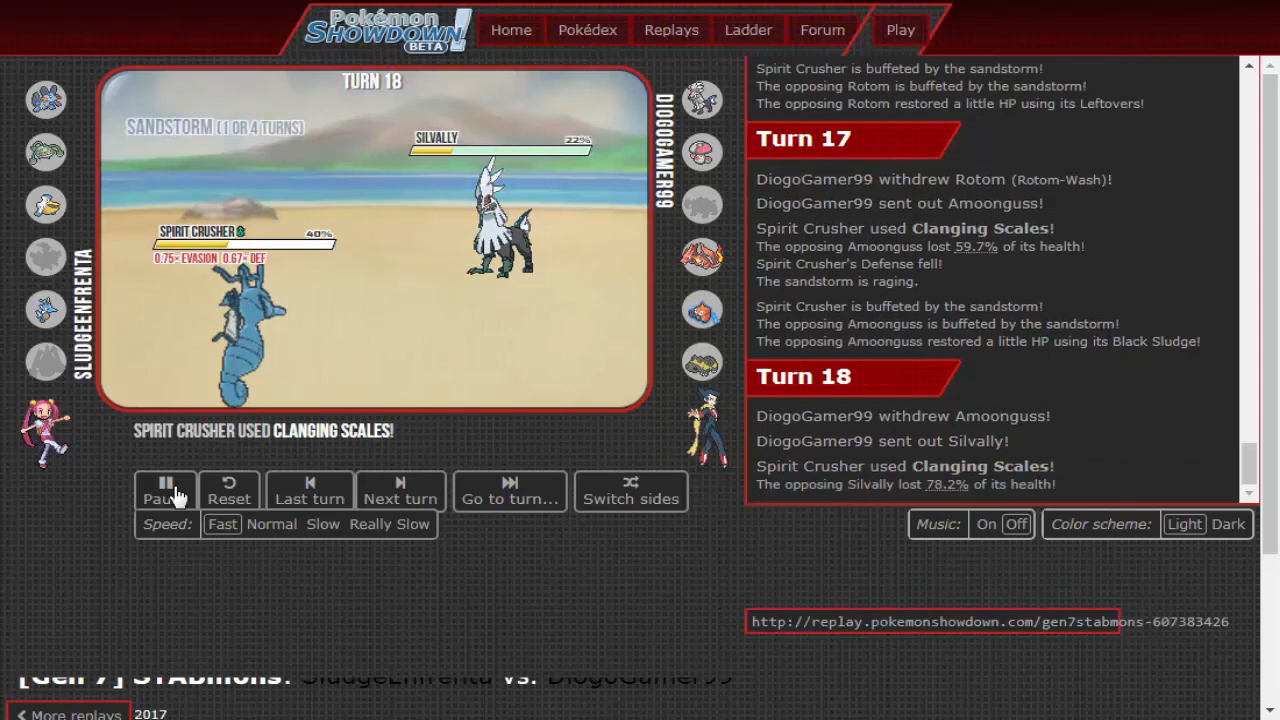 Pokémon
SHOWDOWN!
BETA
Home
Pokédex
Replays
Ladder
Forum
Play
TURN 18
SANDSTORM (1 OR 4 TURNS)
SILVALLY
22%
SPIRIT CRUSHER
40%
0.75× EVASION 0.67× DEF
SLUDGEENFRENTA
DIOGOGAMER99
SPIRIT CRUSHER USED CLANGING SCALES!
Pau
Reset
Last turn
Next turn
Go to turn...
Switch sides
Speed: Fast Normal Slow Really Slow
Spirit Crusher is buffeted by the sandstorm!
The opposing Rotom is buffeted by the sandstorm!
The opposing Rotom restored a little HP using its Leftovers!
Turn 17
DiogoGamer99 withdrew Rotom (Rotom-Wash)!
DiogoGamer99 sent out Amoonguss!
Spirit Crusher used Clanging Scales!
The opposing Amoonguss lost 59.7% of its health!
Spirit Crusher's Defense fell!
The sandstorm is raging.
Spirit Crusher is buffeted by the sandstorm!
The opposing Amoonguss is buffeted by the sandstorm!
The opposing Amoonguss restored a little HP using its Black Sludge!
Turn 18
DiogoGamer99 withdrew Amoonguss!
DiogoGamer99 sent out Silvally!
Spirit Crusher used Clanging Scales!
The opposing Silvally lost 78.2% of its health!
Music: On Off
Color scheme: Light Dark
http://replay.pokemonshowdown.com/gen7stabmons-607383426
[Gen 7] STABmons: SludgeEnfrenta vs. DiogoGamer99
More replays
2017